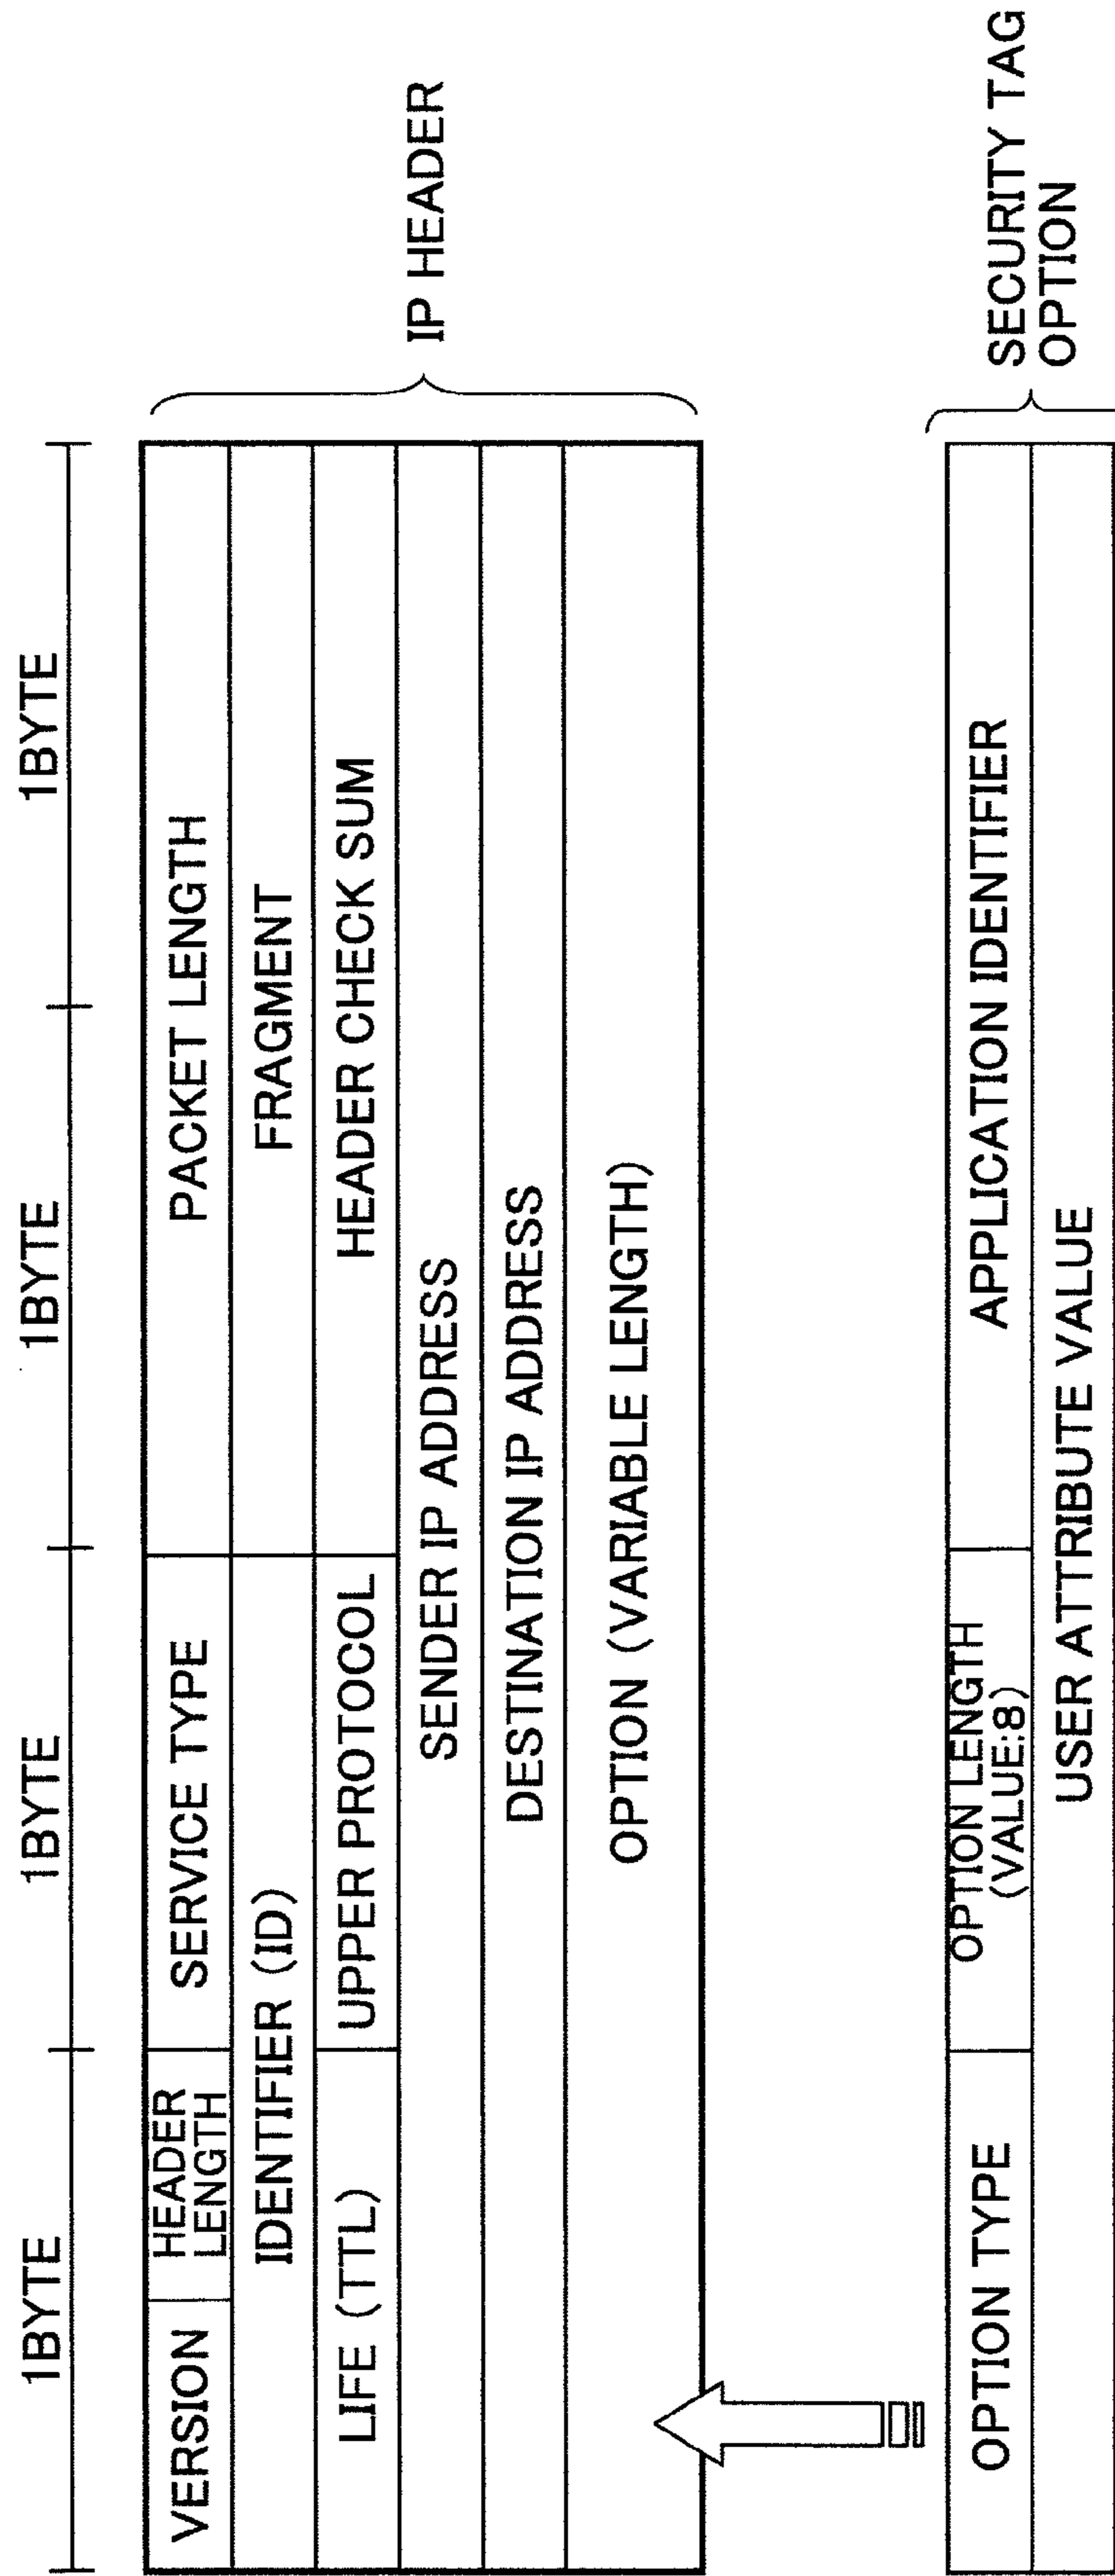 1BYTE
1BYTE
1BYTE
1BYTE
VERSION
HEADER
LENGTH
SERVICE TYPE
PACKET LENGTH
IDENTIFIER (ID)
FRAGMENT
LIFE (TTL)
UPPER PROTOCOL
HEADER CHECK SUM
SENDER IP ADDRESS
DESTINATION IP ADDRESS
OPTION (VARIABLE LENGTH)
IP HEADER
OPTION TYPE
OPTION LENGTH
(VALUE:8)
APPLICATION IDENTIFIER
USER ATTRIBUTE VALUE
SECURITY TAG
OPTION